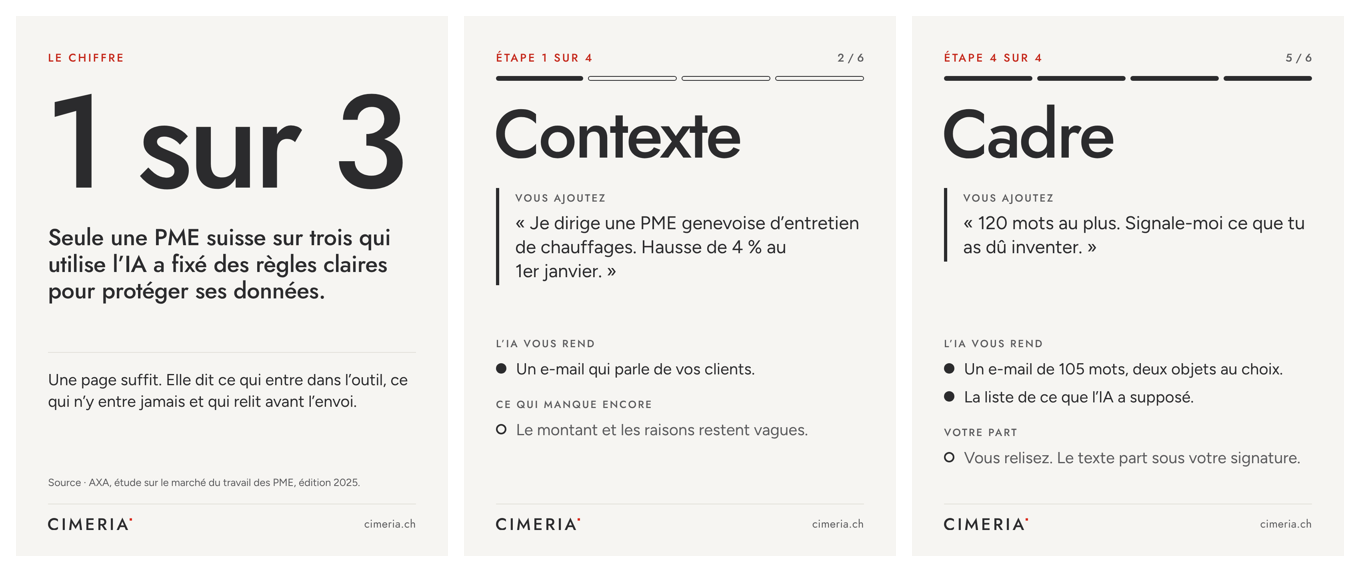 LE CHIFFRE
1 sur 3
Seule une PME suisse sur trois qui
utilise l’IA a fixé des règles claires
pour protéger ses données.
Une page suffit. Elle dit ce qui entre dans l’outil, ce
qui n’y entre jamais et qui relit avant l’envoi.
Source · AXA, étude sur le marché du travail des PME, édition 2025.
CIMERIA
cimeria.ch
ÉTAPE 1 SUR 4
2 / 6
Contexte
VOUS AJOUTEZ
« Je dirige une PME genevoise d’entretien
de chauffages. Hausse de 4 % au
1er janvier. »
L’IA VOUS REND
Un e-mail qui parle de vos clients.
CE QUI MANQUE ENCORE
Le montant et les raisons restent vagues.
CIMERIA
cimeria.ch
ÉTAPE 4 SUR 4
5 / 6
Cadre
VOUS AJOUTEZ
« 120 mots au plus. Signale-moi ce que tu
as dû inventer. »
L’IA VOUS REND
Un e-mail de 105 mots, deux objets au choix.
La liste de ce que l’IA a supposé.
VOTRE PART
Vous relisez. Le texte part sous votre signature.
CIMERIA
cimeria.ch